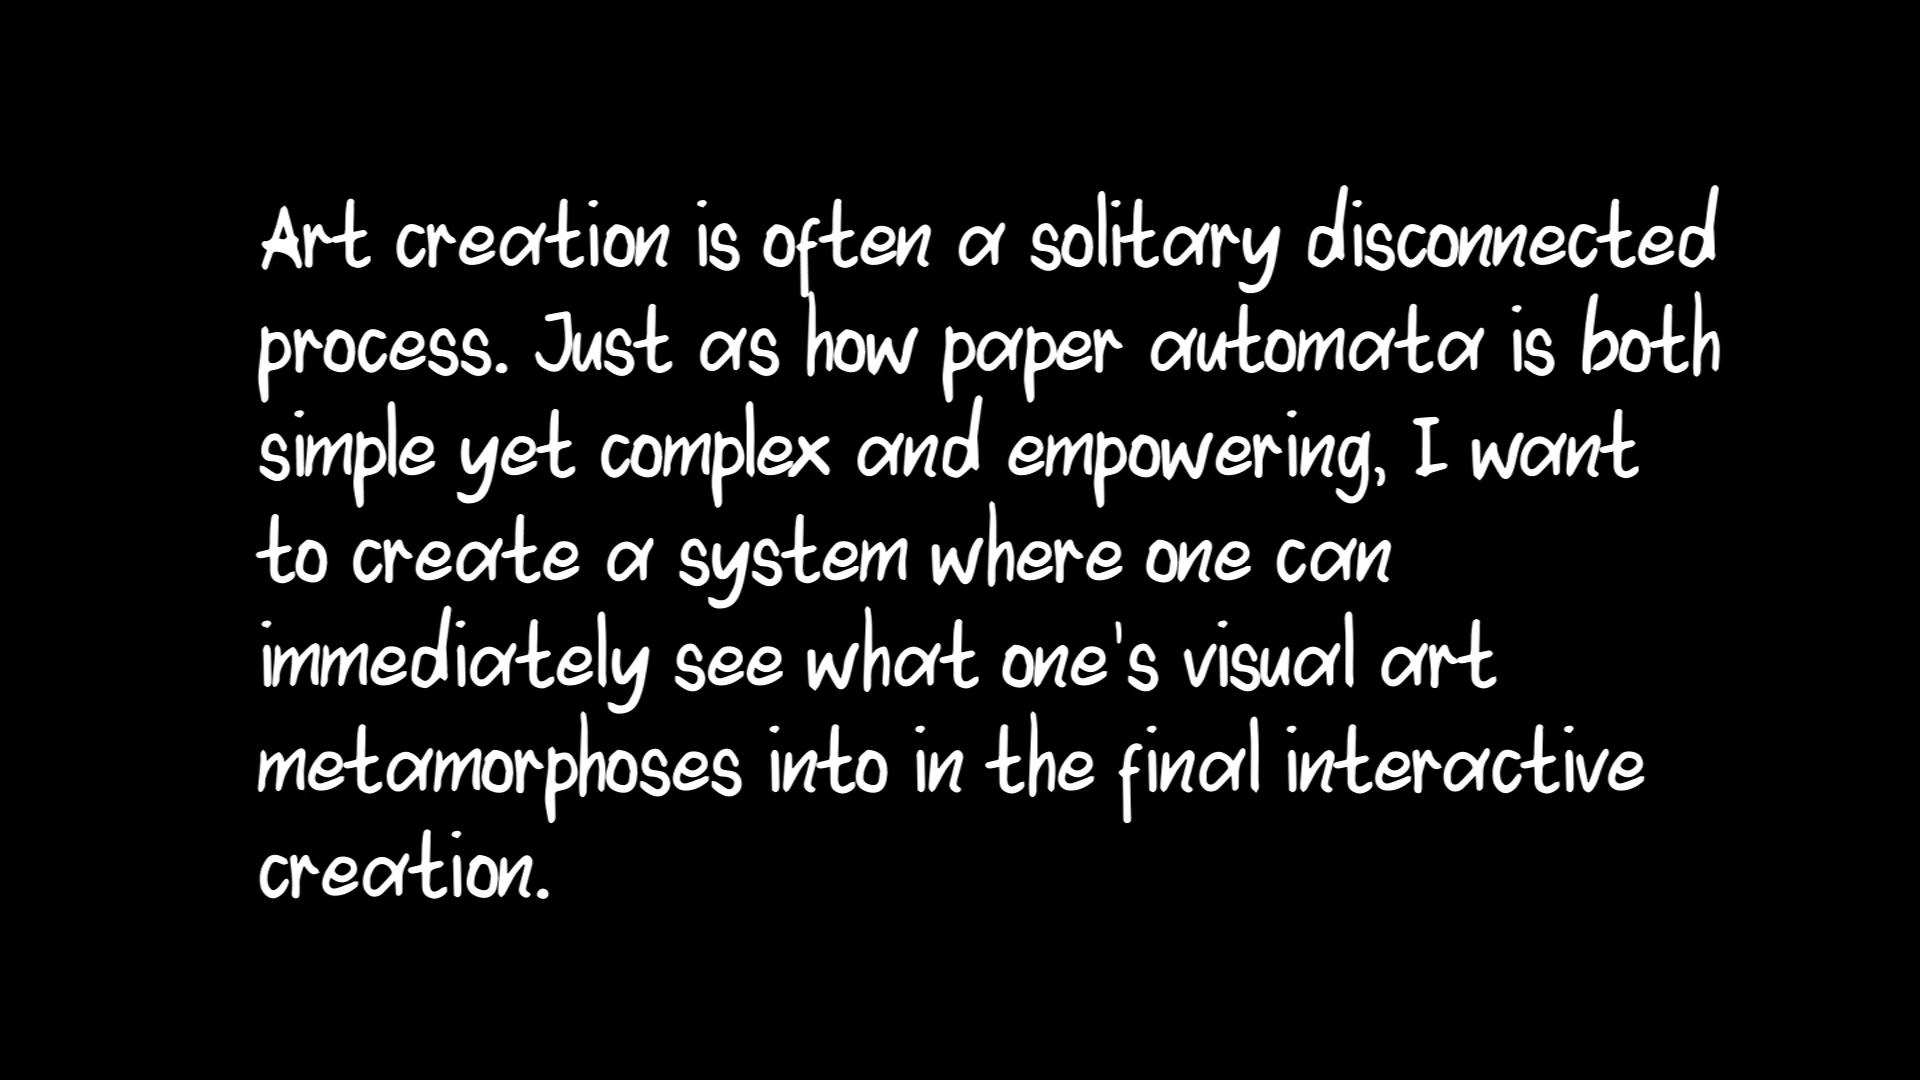 Art creation is often a solitary disconnected
process. Just as how paper automata is both
simple yet complex and empowering, I want
to create a system where one can
immediately see what one's visual art
metamorphoses into in the final interactive
creation.